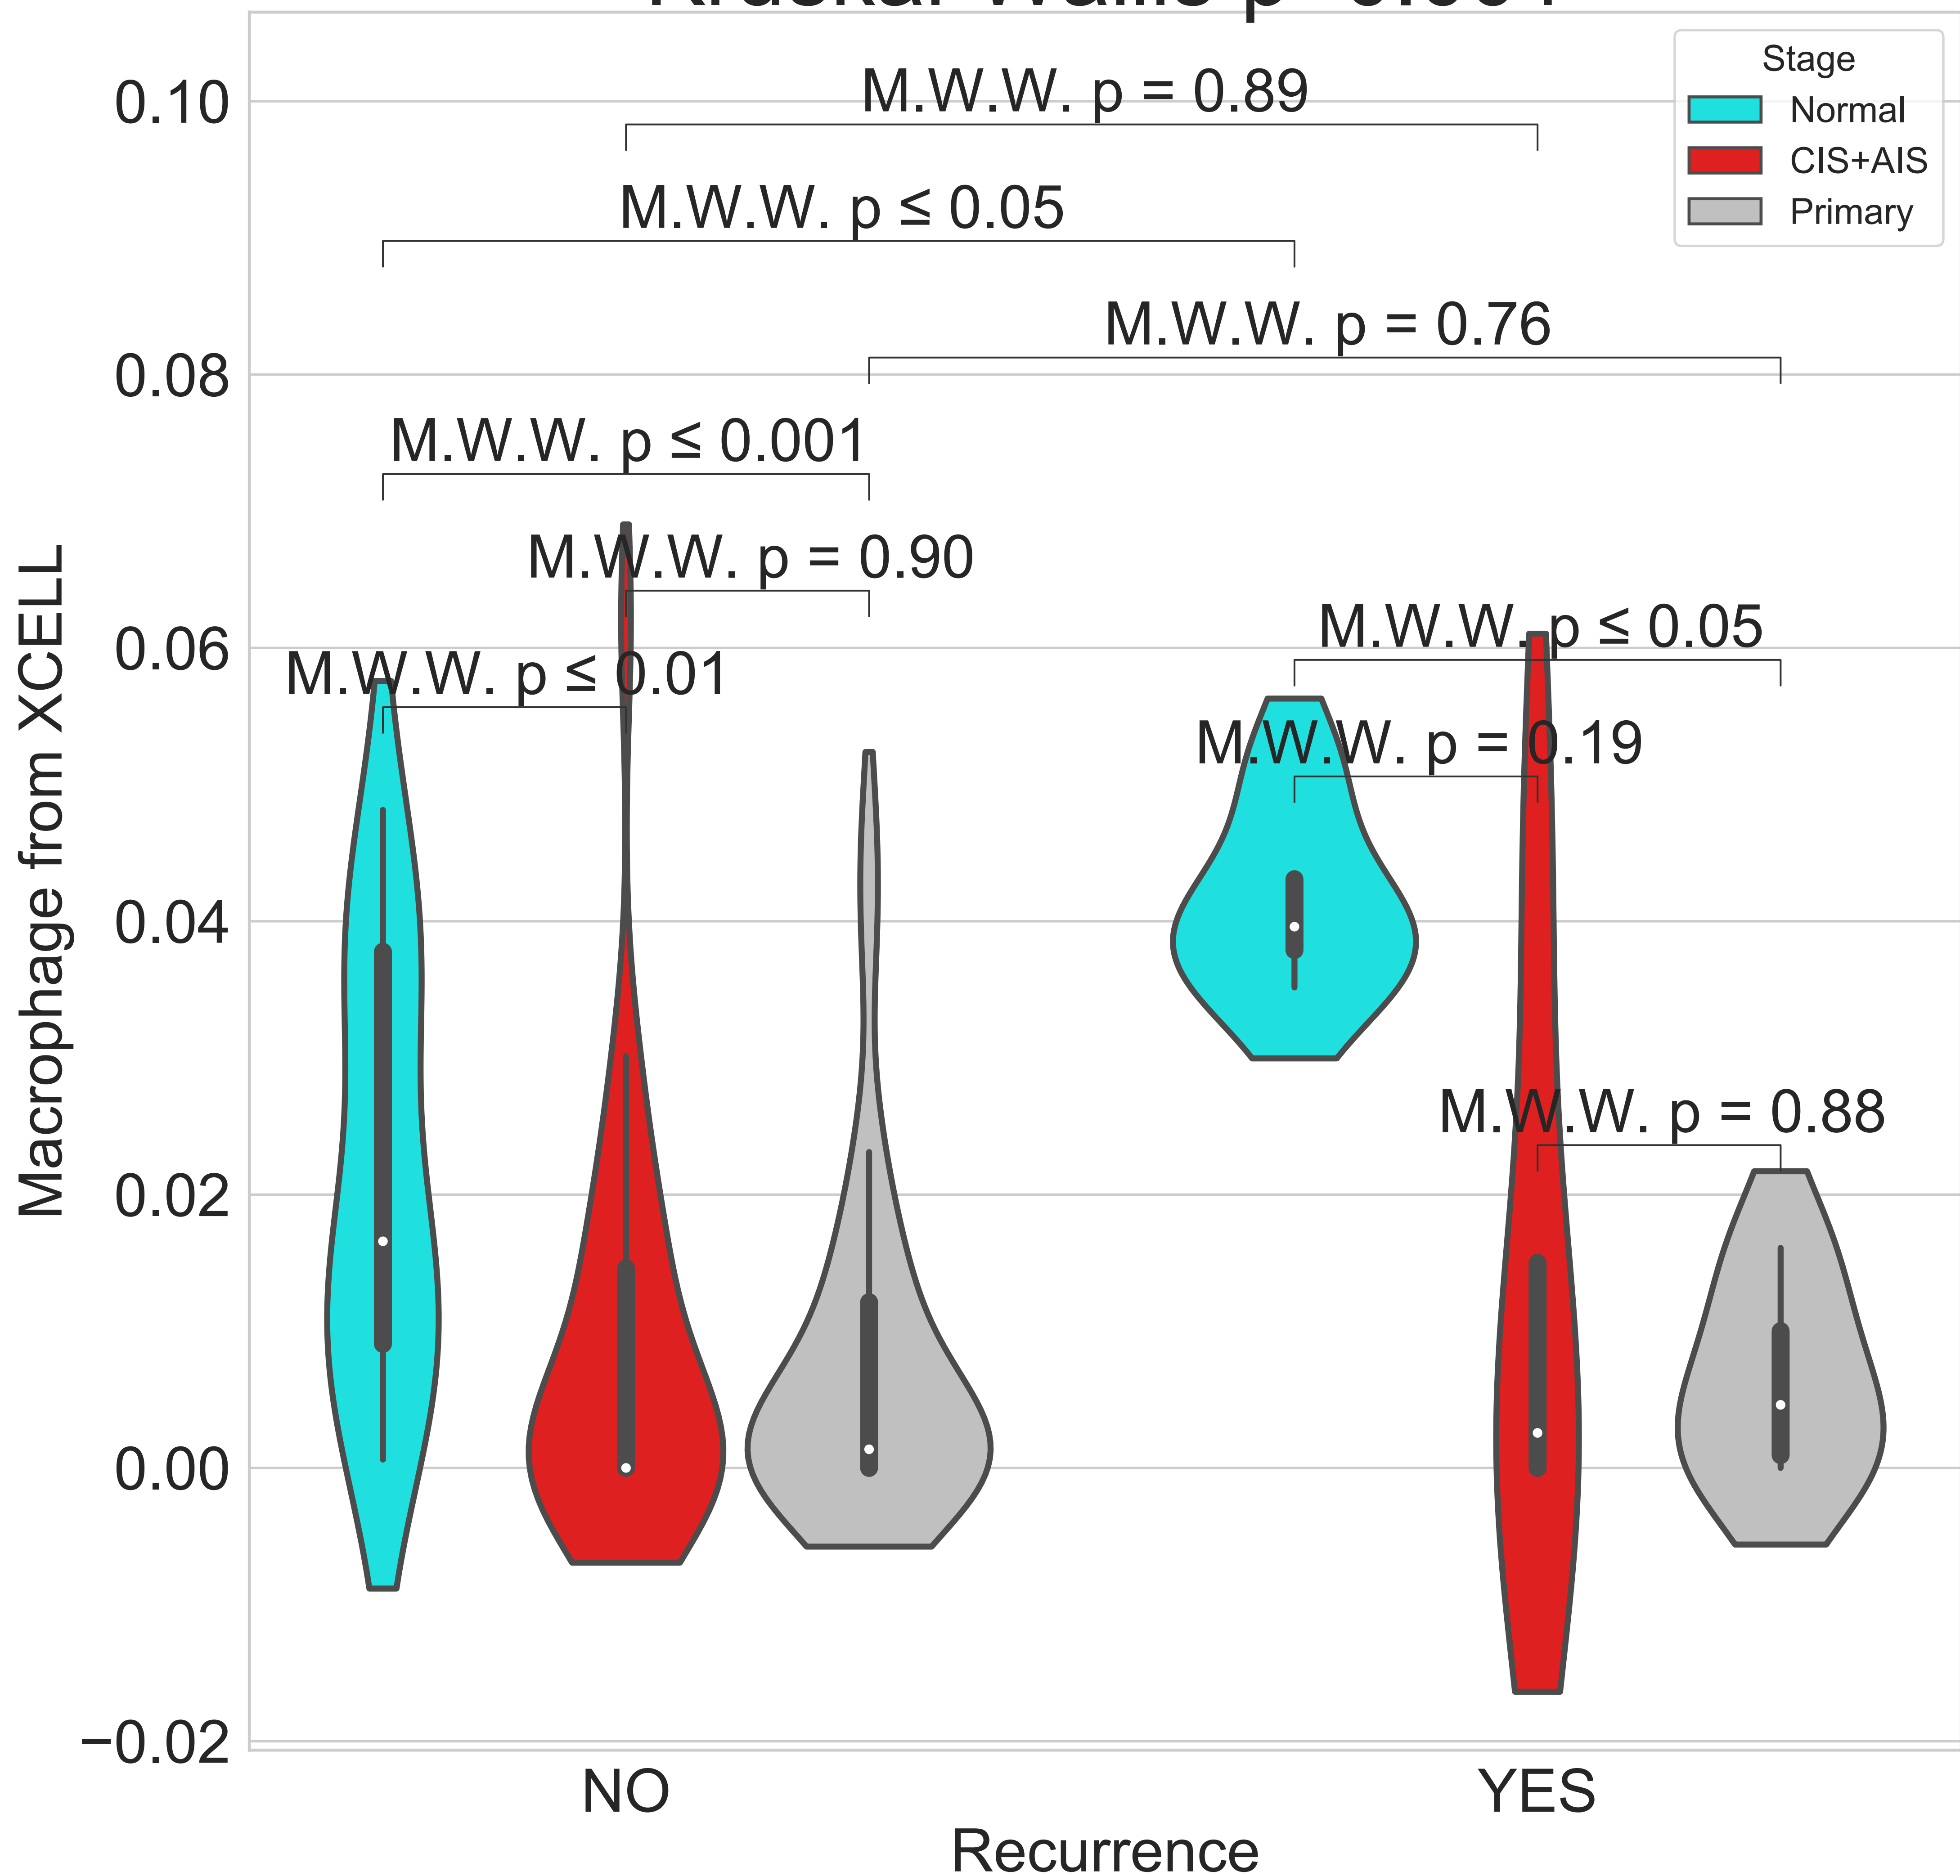 Stage
Normal
CIS+AIS
Primary
M.W.W. p = 0.89
M.W.W. p ≤ 0.05
M.W.W. p = 0.76
M.W.W. p ≤ 0.001
M.W.W. p = 0.90
M.W.W. p ≤ 0.05
M.W.W. p ≤ 0.01
M.W.W. p = 0.19
M.W.W. p = 0.88
0.10
0.08
0.06
0.04
0.02
0.00
−0.02
Macrophage from XCELL
NO
YES
Recurrence